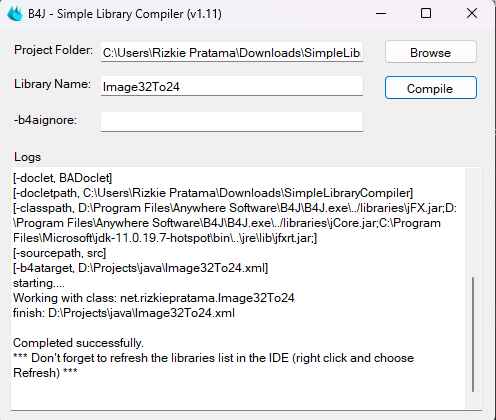 B4J - Simple Library Compiler (v1.11)
Project Folder: C:\Users\Rizkie Pratama\Downloads\SimpleLib Browse
Library Name: Image32To24 Compile
-b4aignore:
Logs
[-doclet, BADoclet]
[-docletpath, C:\Users\Rizkie Pratama\Downloads\SimpleLibraryCompiler]
[-classpath, D:\Program Files\Anywhere Software\B4J\B4J.exe\../libraries\jFX.jar;D:
\Program Files\Anywhere Software\B4J\B4J.exe\../libraries\jCore.jar;C:\Program
Files\Microsoft\jdk-11.0.19.7-hotspot\bin\..\jre\lib\jfxrt.jar;]
[-sourcepath, src]
[-b4atarget, D:\Projects\java\Image32To24.xml]
starting....
Working with class: net.rizkiepratama.Image32To24
finish: D:\Projects\java\Image32To24.xml
Completed successfully.
*** Don't forget to refresh the libraries list in the IDE (right click and choose
Refresh) ***